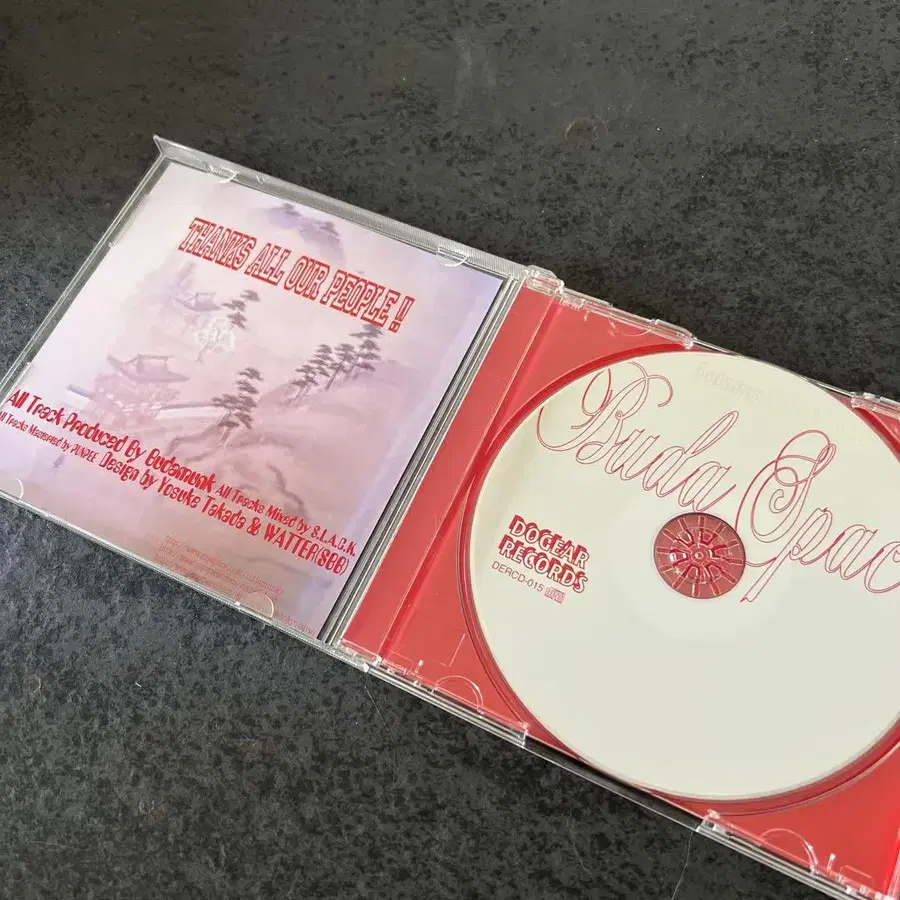 THANKS ALL OUR PEOPLE !!
All Track Produced By Budamunk All Tracks Mixed by S.L.A.C.K.
All Tracks Mastered by PUNPEE Design by Yosuke Takada & WATTER(SBB)
Buda Spac
DOGEAR
RECORDS
DERCD-015